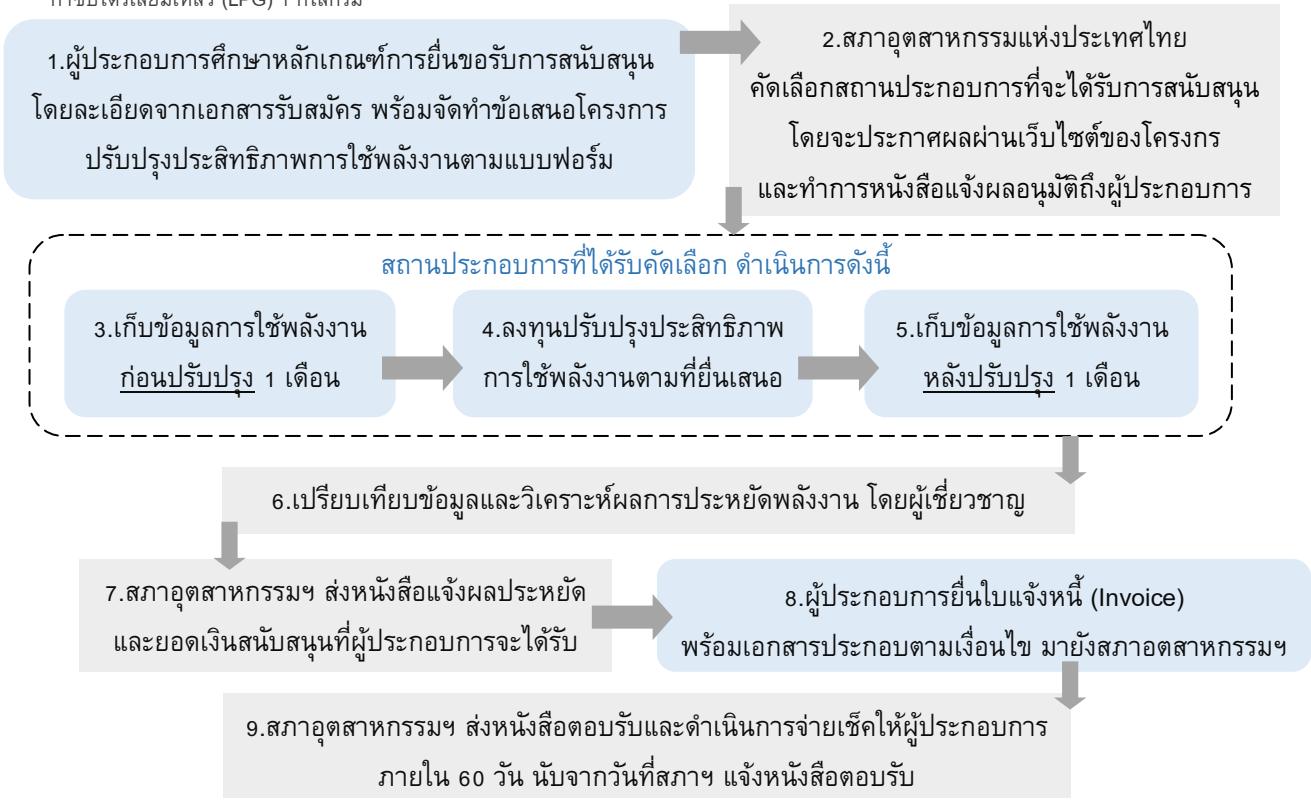 (LPG) 1 กิโลกรัม
1.ผู้ประกอบการศึกษาหลักเกณฑ์การยื่นขอรับการสนับสนุน
โดยละเอียดจากเอกสารรับสมัคร พร้อมจัดทำข้อเสนอโครงการ
ปรับปรุงประสิทธิภาพการใช้พลังงานตามแบบฟอร์ม
2.สภาอุตสาหกรรมแห่งประเทศไทย
คัดเลือกสถานประกอบการที่จะได้รับการสนับสนุน
โดยจะประกาศผลผ่านเว็บไซต์ของโครงกร
และทำการหนังสือแจ้งผลอนุมัติถึงผู้ประกอบการ
สถานประกอบการที่ได้รับคัดเลือก ดำเนินการดังนี้
3.เก็บข้อมูลการใช้พลังงาน
ก่อนปรับปรุง 1 เดือน
4.ลงทุนปรับปรุงประสิทธิภาพ
การใช้พลังงานตามที่ยื่นเสนอ
5.เก็บข้อมูลการใช้พลังงาน
หลังปรับปรุง 1 เดือน
6.เปรียบเทียบข้อมูลและวิเคราะห์ผลการประหยัดพลังงาน โดยผู้เชี่ยวชาญ
7.สภาอุตสาหกรรมฯ ส่งหนังสือแจ้งผลประหยัด
และยอดเงินสนับสนุนที่ผู้ประกอบการจะได้รับ
8.ผู้ประกอบการยื่นใบแจ้งหนี้ (Invoice)
พร้อมเอกสารประกอบตามเงื่อนไข มายังสภาอตสาหกรรมฯ
9.สภาอุตสาหกรรมฯ ส่งหนังสือตอบรับและดำเนินการจ่ายเช็คให้ผู้ประกอบการ
ภายใน 60 วัน นับจากวันที่สภาฯ แจ้งหนังสือตอบรับ